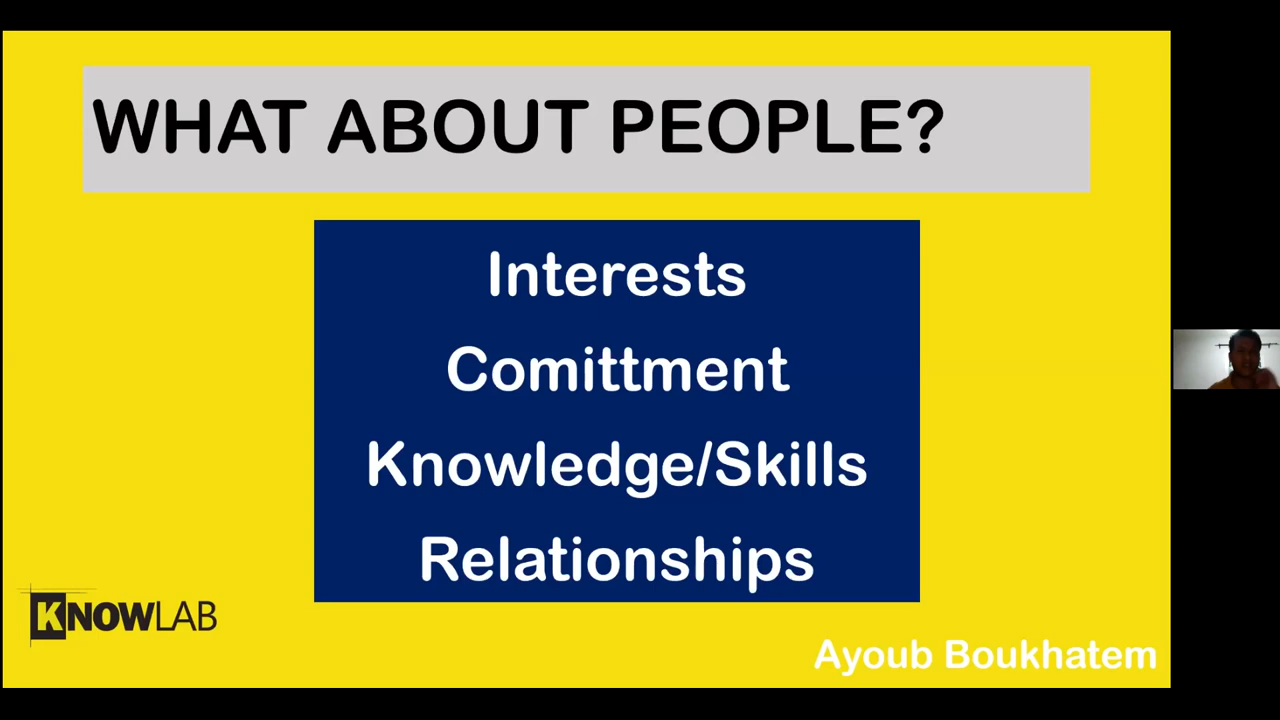 WHAT ABOUT PEOPLE?
Interests
Comittment
Knowledge/Skills
Relationships
KNOWLAB
Ayoub Boukhatem